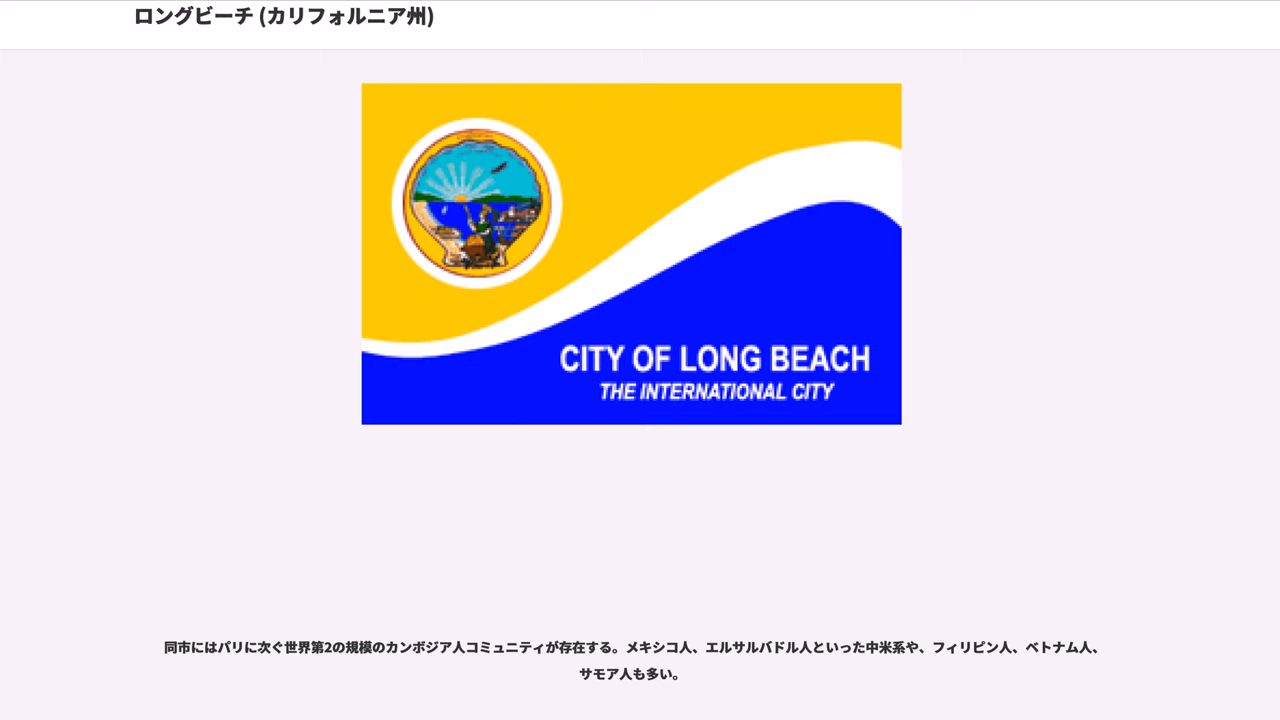 ロングビーチ (カリフォルニア州)
CITY OF LONG BEACH
THE INTERNATIONAL CITY
同市にはパリに次ぐ世界第2の規模のカンボジア人コミュニティが存在する。メキシコ人、エルサルバドル人といった中米系や、フィリピン人、ベトナム人、
サモア人も多い。